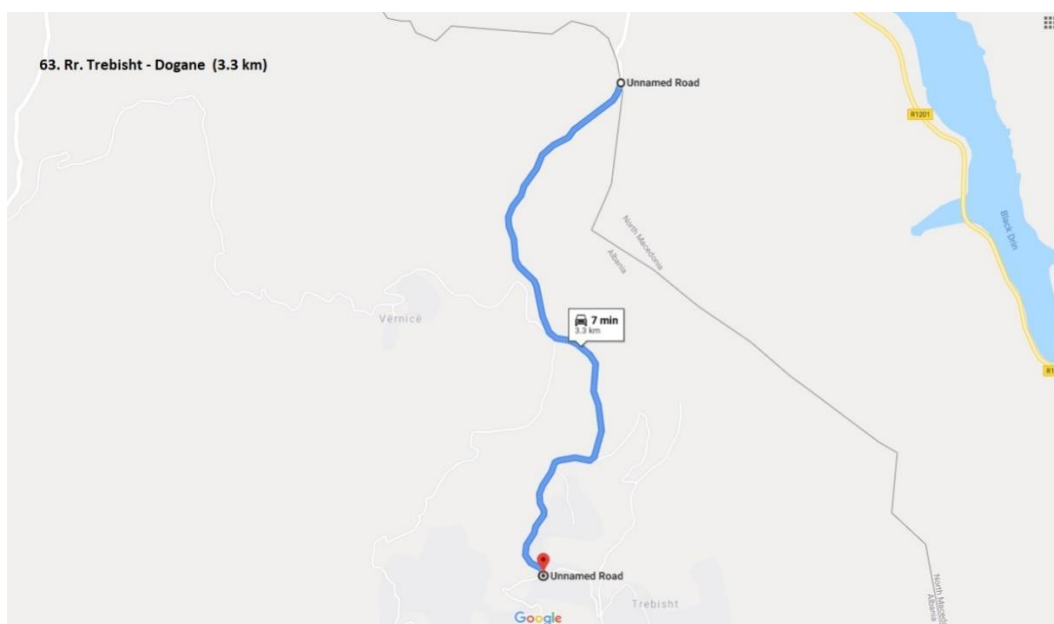 63. Rr. Trebisht - Dogane (3.3 km)
Unnamed Road
R1201
Black Drin
North Macedonia
Albania
Vërnicë
7 min
3.3 km
R1
Unnamed Road
Trebisht
North Macedonia
Albania
Google